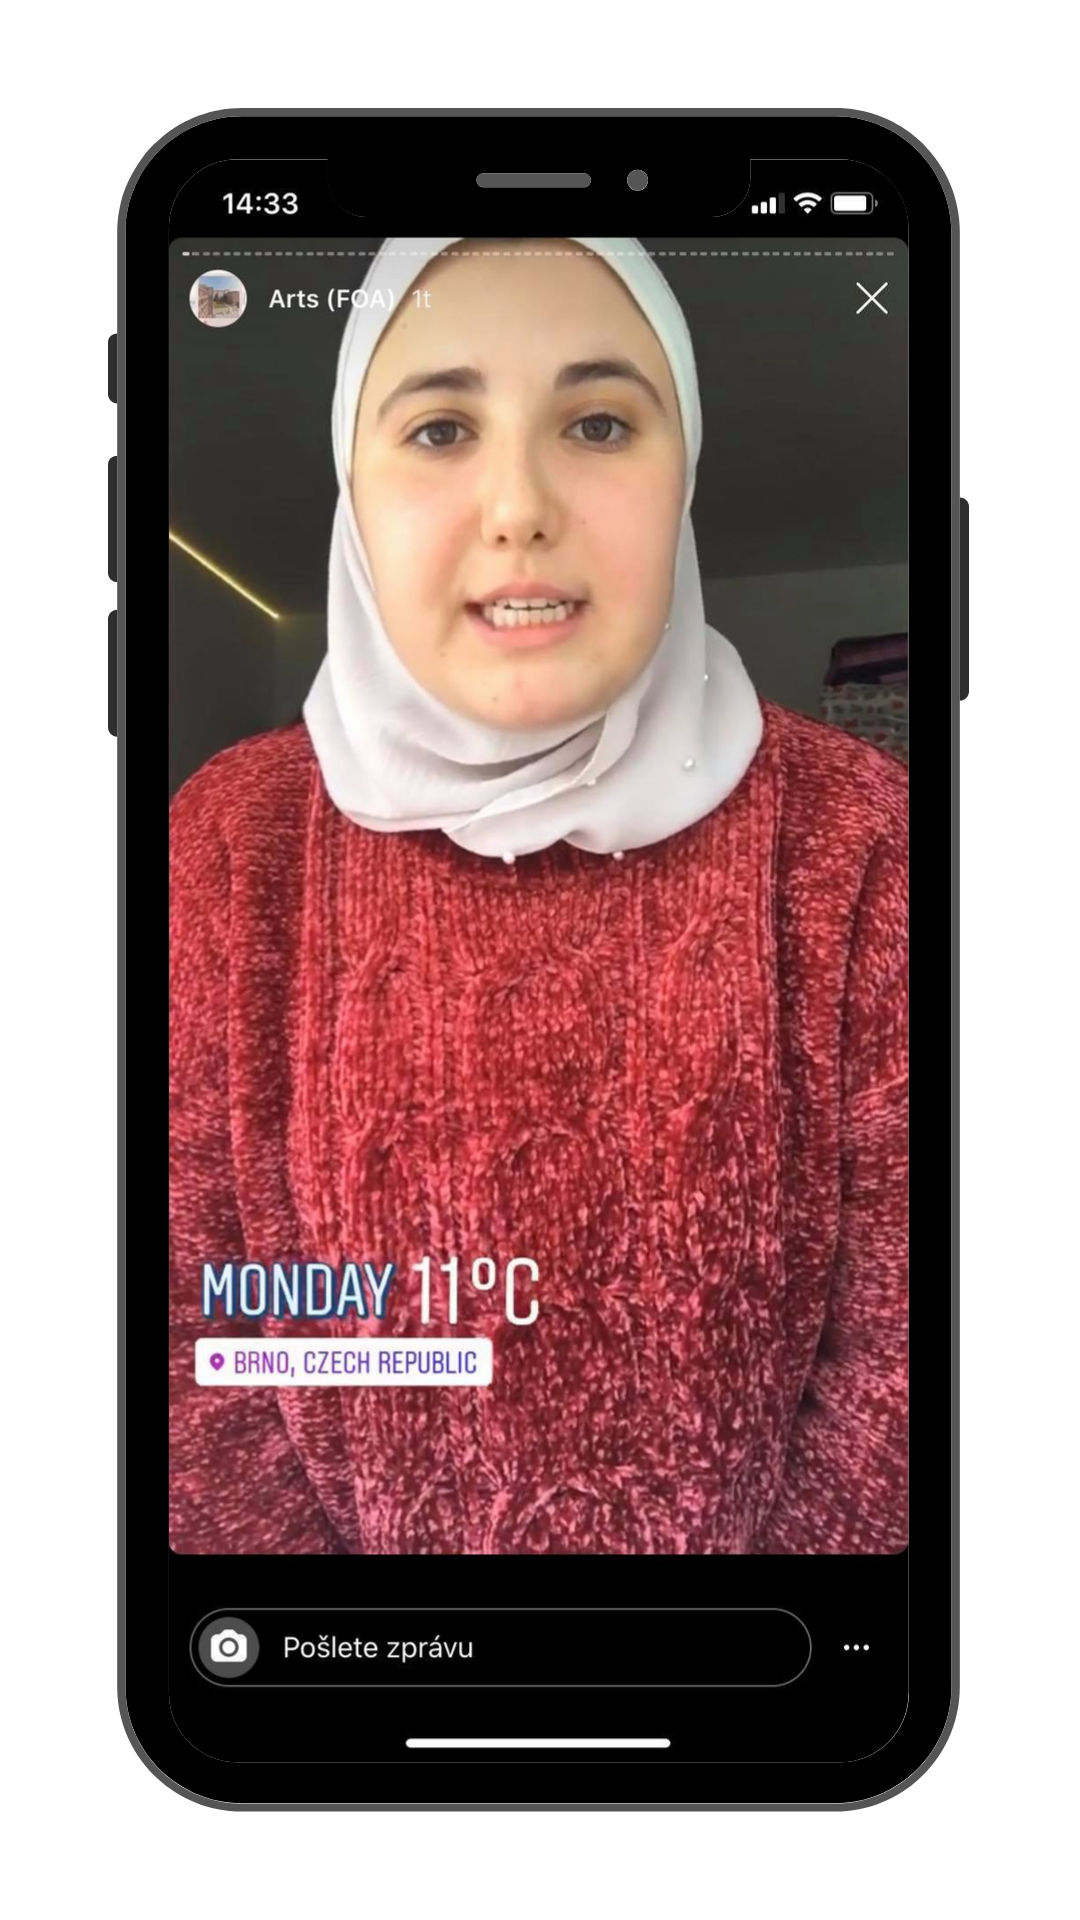 14:33
Arts (FOA) 1t
MONDAY 11°C
BRNO, CZECH REPUBLIC
Pošlete zprávu